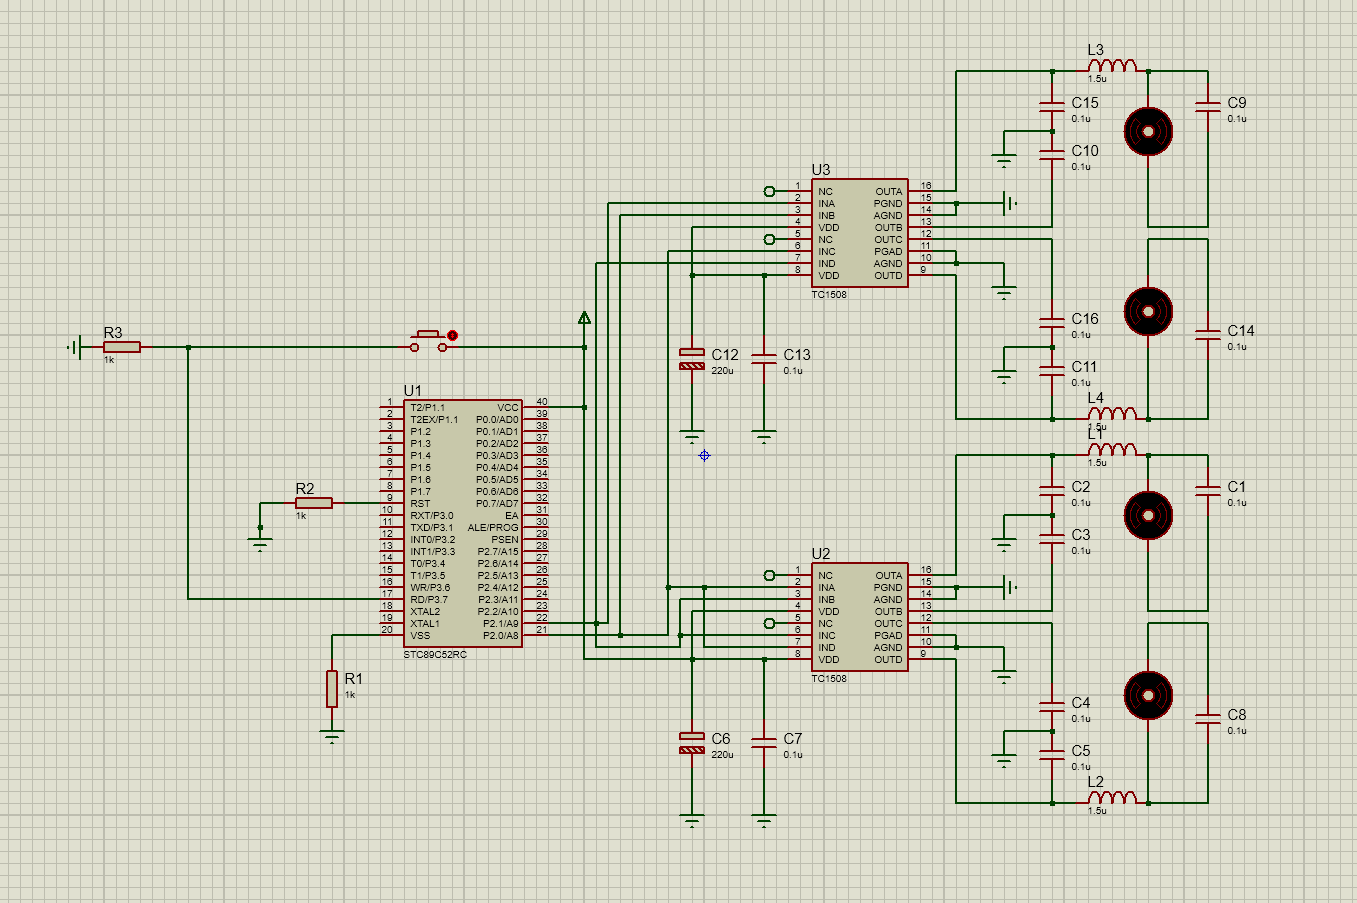 L3
1.5u
C15
0.1u
C9
0.1u
C10
0.1u
U3
1 NC OUTA 16
2 INA PGND 15
3 INB AGND 14
4 VDD OUTB 13
5 NC OUTC 12
6 INC PGAD 11
7 IND AGND 10
8 VDD OUTD 9
TC1508
C16
0.1u
C14
0.1u
C11
0.1u
L4
1.5u
R3
1k
C12
220u
C13
0.1u
U1
1 T2/P1.1 VCC 40
2 T2EX/P1.1 P0.0/AD0 39
3 P1.2 P0.1/AD1 38
4 P1.3 P0.2/AD2 37
5 P1.4 P0.3/AD3 36
6 P1.5 P0.4/AD4 35
7 P1.6 P0.5/AD5 34
8 P1.7 P0.6/AD6 33
9 RST P0.7/AD7 32
10 RXT/P3.0 EA 31
11 TXD/P3.1 ALE/PROG 30
12 INT0/P3.2 PSEN 29
13 INT1/P3.3 P2.7/A15 28
14 T0/P3.4 P2.6/A14 27
15 T1/P3.5 P2.5/A13 26
16 WR/P3.6 P2.4/A12 25
17 RD/P3.7 P2.3/A11 24
18 XTAL2 P2.2/A10 23
19 XTAL1 P2.1/A9 22
20 VSS P2.0/A8 21
STC89C52RC
R2
1k
R1
1k
L1
1.5u
C2
0.1u
C1
0.1u
C3
0.1u
U2
1 NC OUTA 16
2 INA PGND 15
3 INB AGND 14
4 VDD OUTB 13
5 NC OUTC 12
6 INC PGAD 11
7 IND AGND 10
8 VDD OUTD 9
TC1508
C4
0.1u
C8
0.1u
C5
0.1u
L2
1.5u
C6
220u
C7
0.1u